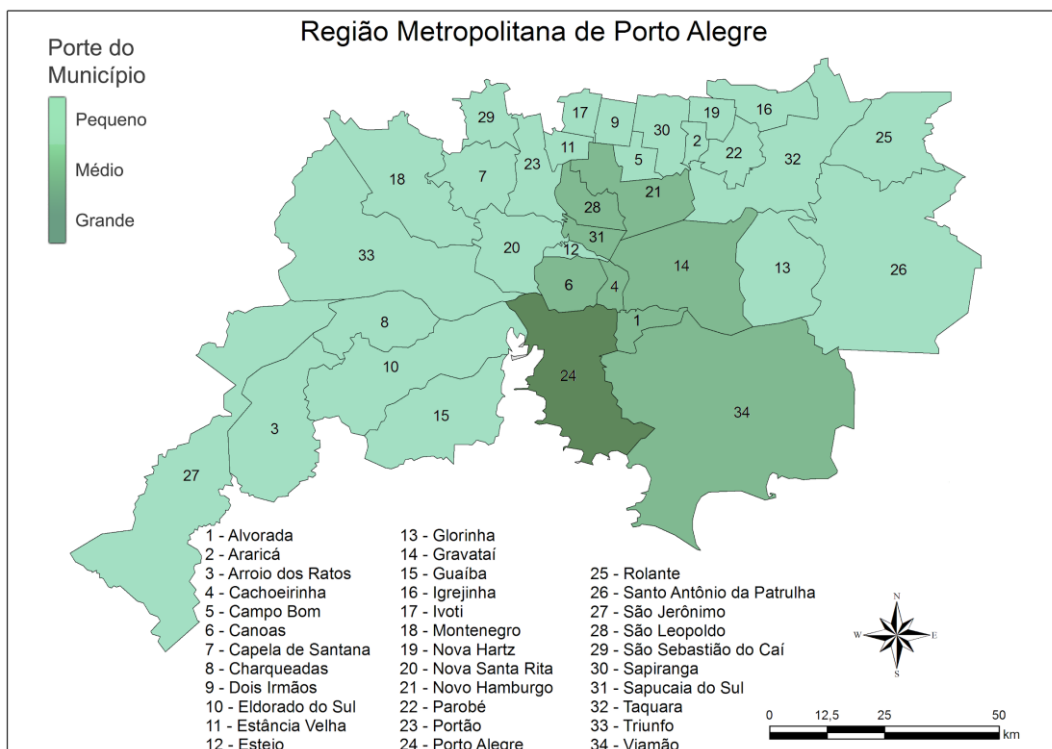 Região Metropolitana de Porto Alegre
Porte do
Município
Pequeno
Médio
Grande
29
17
9
30
19
16
2
25
11
5
22
32
18
7
23
21
28
31
33
20
12
14
13
26
6
4
8
1
10
24
15
34
3
27
1 - Alvorada
2 - Araricá
3 - Arroio dos Ratos
4 - Cachoeirinha
5 - Campo Bom
6 - Canoas
7 - Capela de Santana
8 - Charqueadas
9 - Dois Irmãos
10 - Eldorado do Sul
11 - Estância Velha
12 - Esteio
13 - Glorinha
14 - Gravataí
15 - Guaíba
16 - Igrejinha
17 - Ivoti
18 - Montenegro
19 - Nova Hartz
20 - Nova Santa Rita
21 - Novo Hamburgo
22 - Parobé
23 - Portão
24 - Porto Alegre
25 - Rolante
26 - Santo Antônio da Patrulha
27 - São Jerônimo
28 - São Leopoldo
29 - São Sebastião do Caí
30 - Sapiranga
31 - Sapucaia do Sul
32 - Taquara
33 - Triunfo
34 - Viamão
N
W E
S
0 12,5 25 50
km